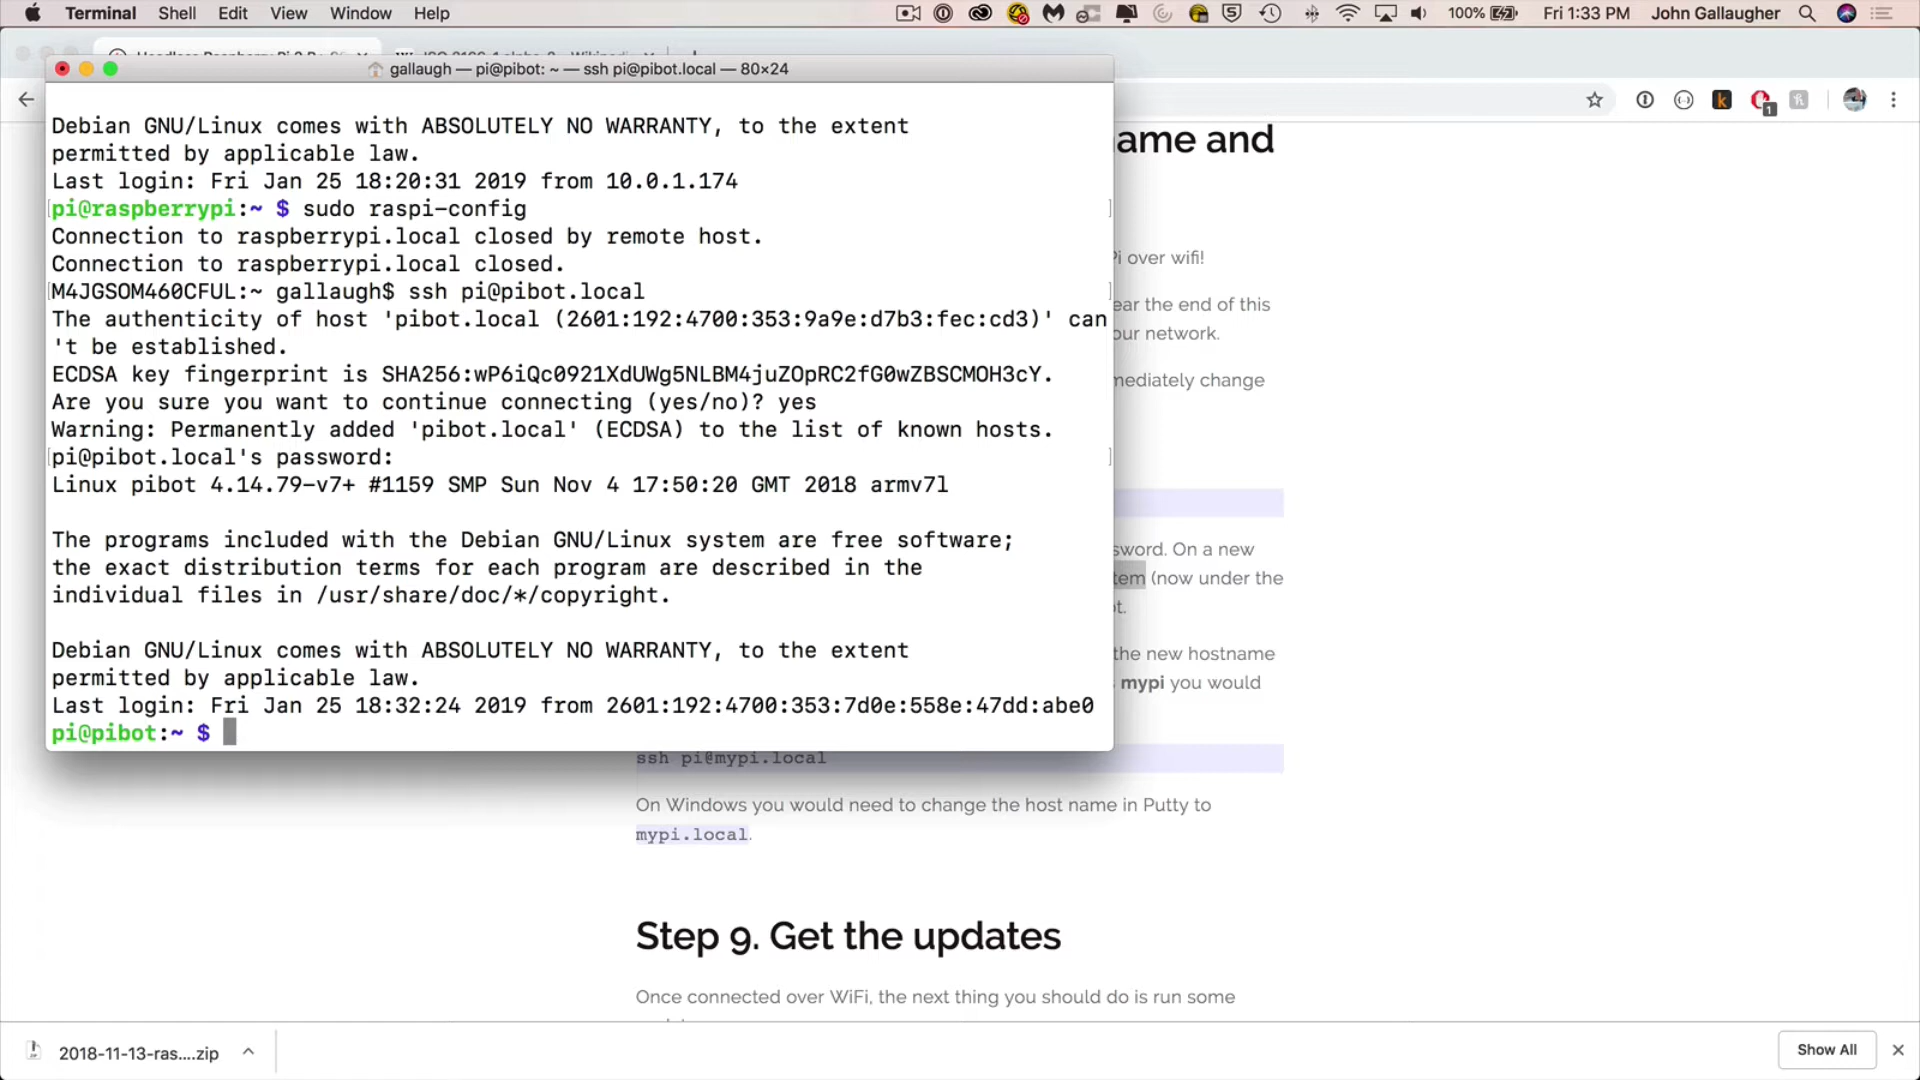 Terminal Shell Edit View Window Help 100% Fri 1:33 PM John Gallaugher
gallaugh — pi@pibot: ~ — ssh pi@pibot.local — 80×24
Debian GNU/Linux comes with ABSOLUTELY NO WARRANTY, to the extent
permitted by applicable law.
Last login: Fri Jan 25 18:20:31 2019 from 10.0.1.174
pi@raspberrypi:~ $ sudo raspi-config
Connection to raspberrypi.local closed by remote host.
Connection to raspberrypi.local closed.
M4JGSOM460CFUL:~ gallaugh$ ssh pi@pibot.local
The authenticity of host 'pibot.local (2601:192:4700:353:9a9e:d7b3:fec:cd3)' can
't be established.
ECDSA key fingerprint is SHA256:wP6iQc0921XdUWg5NLBM4juZOpRC2fG0wZBSCMOH3cY.
Are you sure you want to continue connecting (yes/no)? yes
Warning: Permanently added 'pibot.local' (ECDSA) to the list of known hosts.
pi@pibot.local's password:
Linux pibot 4.14.79-v7+ #1159 SMP Sun Nov 4 17:50:20 GMT 2018 armv7l
The programs included with the Debian GNU/Linux system are free software;
the exact distribution terms for each program are described in the
individual files in /usr/share/doc/*/copyright.
Debian GNU/Linux comes with ABSOLUTELY NO WARRANTY, to the extent
permitted by applicable law.
Last login: Fri Jan 25 18:32:24 2019 from 2601:192:4700:353:7d0e:558e:47dd:abe0
pi@pibot:~ $
ame and
Pi over wifi!
ear the end of this
our network.
mediately change
sword. On a new
tem (now under the
ot.
the new hostname
mypi you would
ssh pi@mypi.local
On Windows you would need to change the host name in Putty to
mypi.local.
Step 9. Get the updates
Once connected over WiFi, the next thing you should do is run some
2018-11-13-ras....zip
Show All